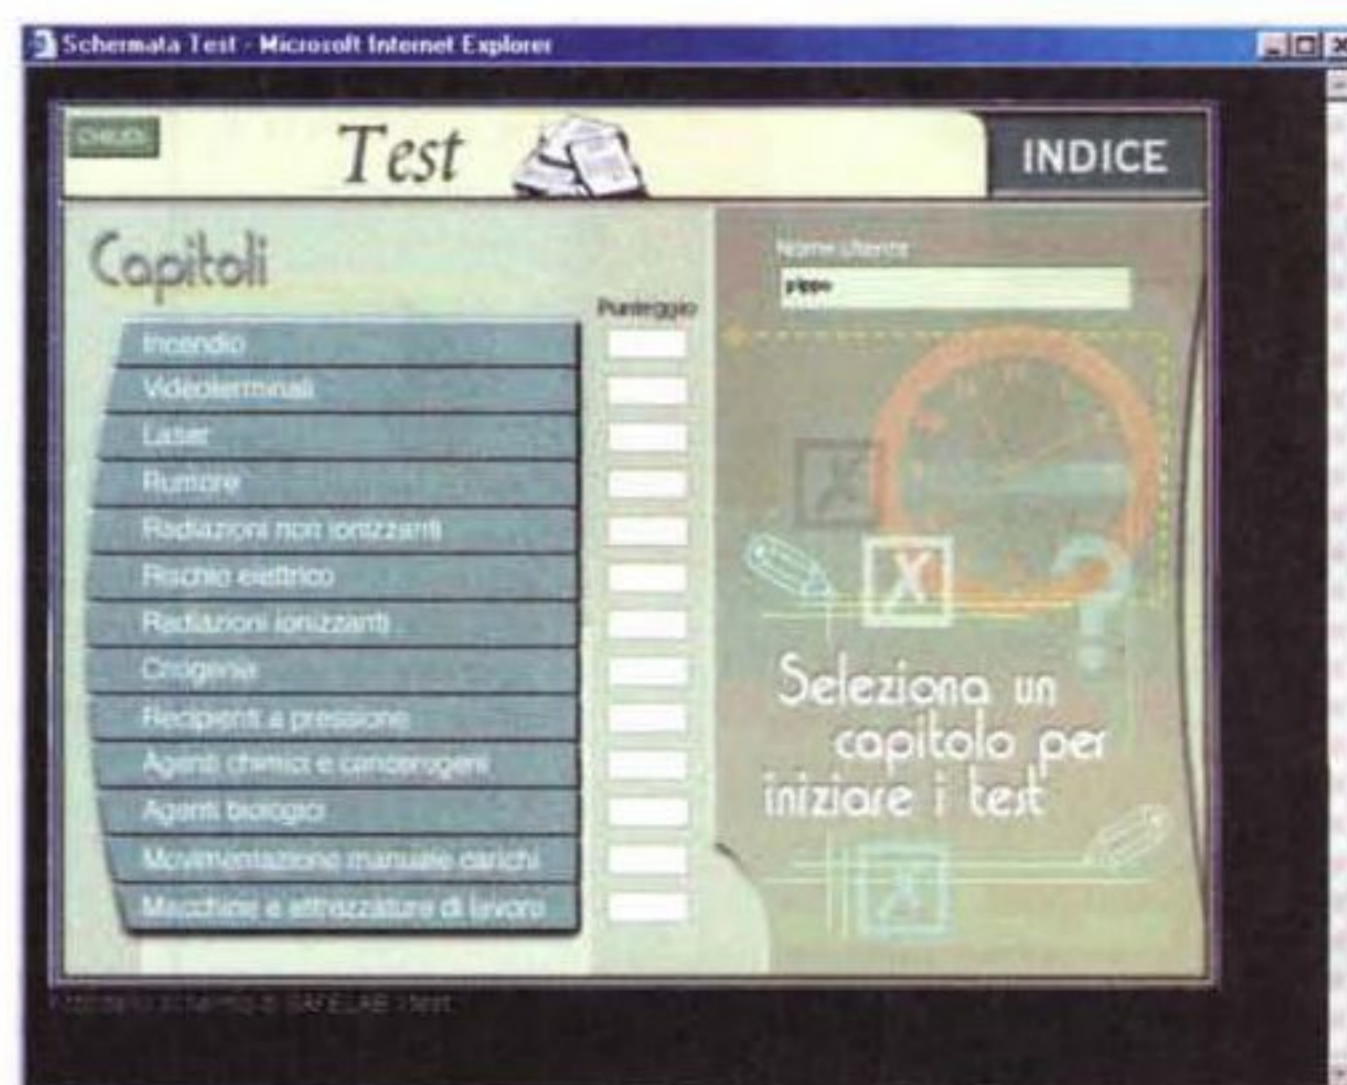 Schermata Test - Microsoft Internet Explorer
CHIUDI
Test
INDICE
Capitoli
Nome utente
pippo
Punteggio
Incendio
Videoterminali
Laser
Rumore
Radiazioni non ionizzanti
Rischio elettrico
Radiazioni ionizzanti
Criogenia
Recipienti a pressione
Agenti chimici e cancerogeni
Agenti biologici
Movimentazione manuale carichi
Macchine e attrezzature di lavoro
X
X
?
Seleziona un
capitolo per
iniziare i test
X
SAFELAB